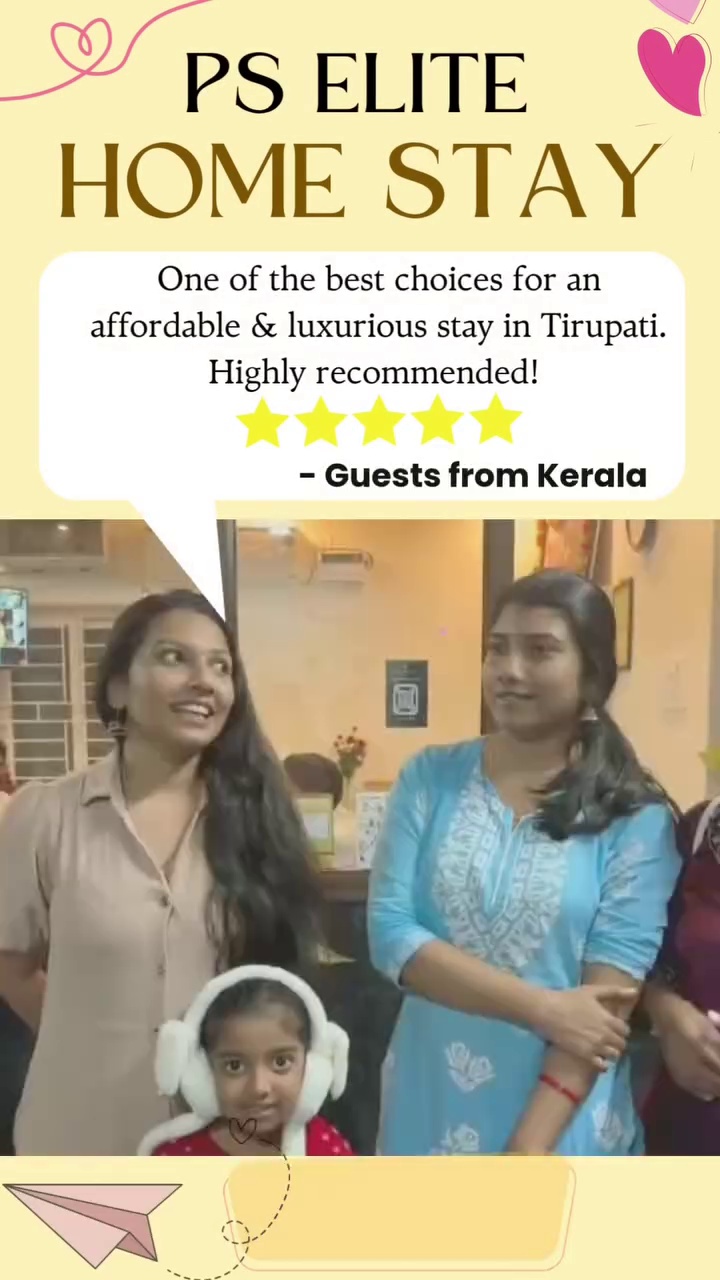 PS ELITE
HOME STAY
One of the best choices for an
affordable & luxurious stay in Tirupati.
Highly recommended!
- Guests from Kerala